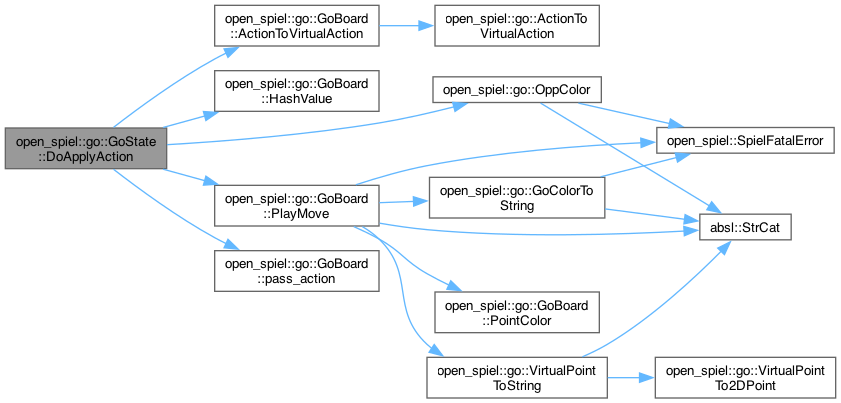 open_spiel::go::GoState
::DoApplyAction
open_spiel::go::GoBoard
::ActionToVirtualAction
open_spiel::go::ActionTo
VirtualAction
open_spiel::go::GoBoard
::HashValue
open_spiel::go::OppColor
open_spiel::SpielFatalError
open_spiel::go::GoBoard
::PlayMove
open_spiel::go::GoColorTo
String
absl::StrCat
open_spiel::go::GoBoard
::pass_action
open_spiel::go::GoBoard
::PointColor
open_spiel::go::VirtualPoint
ToString
open_spiel::go::VirtualPoint
To2DPoint